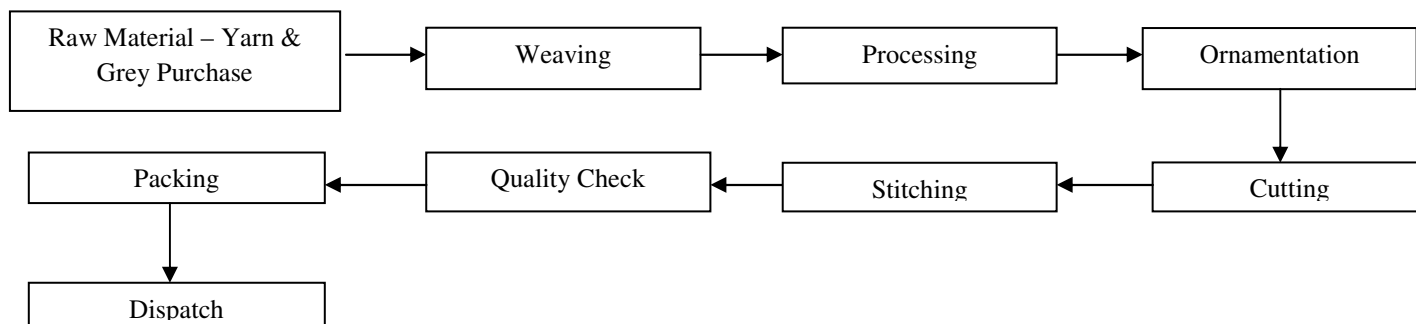 Raw Material – Yarn &
Grey Purchase
Weaving
Processing
Ornamentation
Cutting
Stitching
Quality Check
Packing
Dispatch